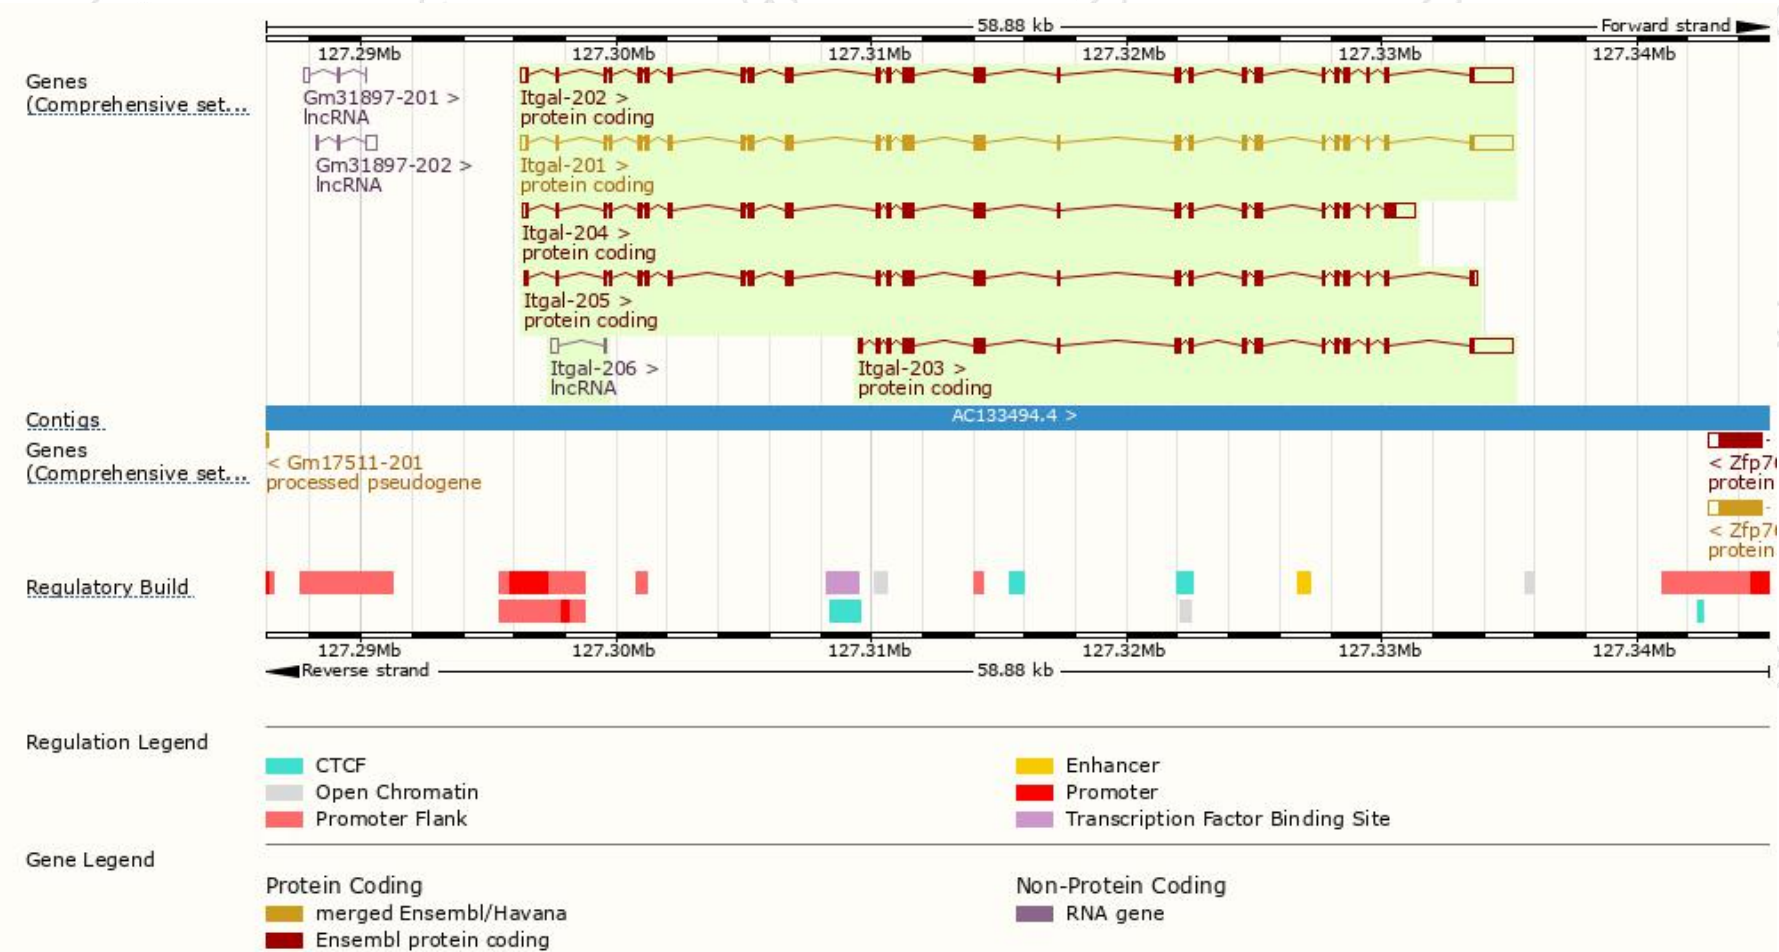 58.88 kb
Forward strand
127.29Mb 127.30Mb 127.31Mb 127.32Mb 127.33Mb 127.34Mb
Genes
(Comprehensive set...
Gm31897-201 >
lncRNA
Gm31897-202 >
lncRNA
Itgal-202 >
protein coding
Itgal-201 >
protein coding
Itgal-204 >
protein coding
Itgal-205 >
protein coding
Itgal-206 >
lncRNA
Itgal-203 >
protein coding
Contigs
AC133494.4 >
Genes
(Comprehensive set...
< Gm17511-201
processed pseudogene
< Zfp76
protein
< Zfp76
protein
Regulatory Build
127.29Mb 127.30Mb 127.31Mb 127.32Mb 127.33Mb 127.34Mb
Reverse strand
58.88 kb
Regulation Legend
CTCF
Open Chromatin
Promoter Flank
Enhancer
Promoter
Transcription Factor Binding Site
Gene Legend
Protein Coding
merged Ensembl/Havana
Ensembl protein coding
Non-Protein Coding
RNA gene